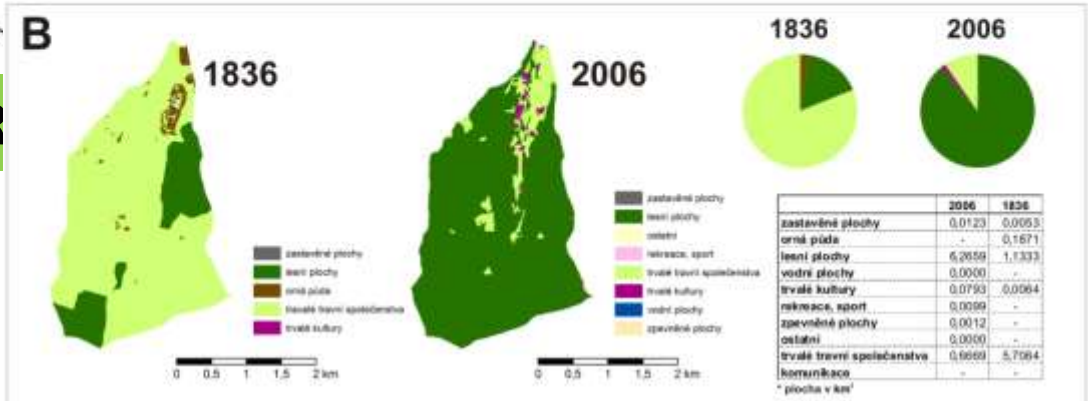 B
1836
2006
1836
2006
zastavěné plochy
lesní plochy
orná půda
travalé travní společenstva
trvalé kultury
zastavěné plochy
lesní plochy
ostatní
rekreace, sport
trvalé travní společenstva
trvalé kultury
vodní plochy
zpevněné plochy
0 0,5 1 1,5 2 km
0 0,5 1 1,5 2 km
2006 1836
zastavěné plochy 0,0123 0,0053
orná půda - 0,1671
lesní plochy 6,2659 1,1333
vodní plochy 0,0000 -
trvalé kultury 0,0793 0,0064
rekreace, sport 0,0099 -
zpevněné plochy 0,0012 -
ostatní 0,0000 -
trvalé travní společenstva 0,6669 5,7064
komunikace - -
* plocha v km²